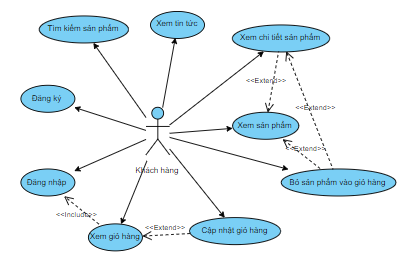 Tìm kiếm sản phẩm
Xem tin tức
Xem chi tiết sản phẩm
<<Extend>>
Đăng ký
<<Extend>>
Xem sản phẩm
<<Extend>>
Khách hàng
Đăng nhập
Bỏ sản phẩm vào giỏ hàng
<<Include>>
<<Extend>>
Xem giỏ hàng
Cập nhật giỏ hàng